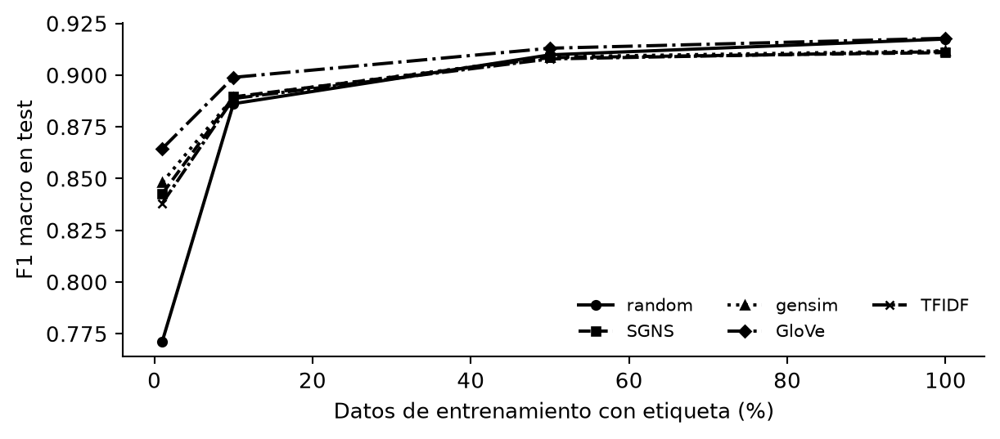 0.925
0.900
0.875
0.850
0.825
0.800
0.775
F1 macro en test
random gensim TFIDF
SGNS GloVe
0 20 40 60 80 100
Datos de entrenamiento con etiqueta (%)